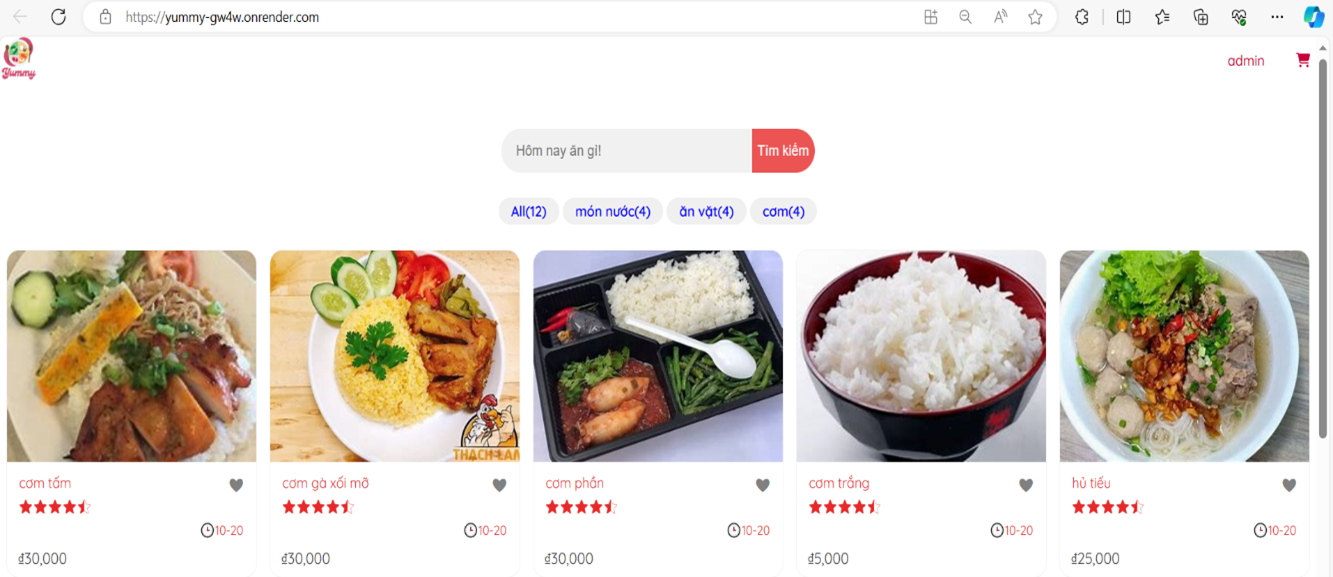 https://yummy-gw4w.onrender.com
Yummy
admin
Hôm nay ăn gì!
Tìm kiếm
All(12) món nước(4) ăn vặt(4) cơm(4)
THẠCH LAM
cơm tấm
10-20
₫30,000
cơm gà xối mỡ
10-20
₫30,000
cơm phần
10-20
₫30,000
cơm trắng
10-20
₫5,000
hủ tiếu
10-20
₫25,000